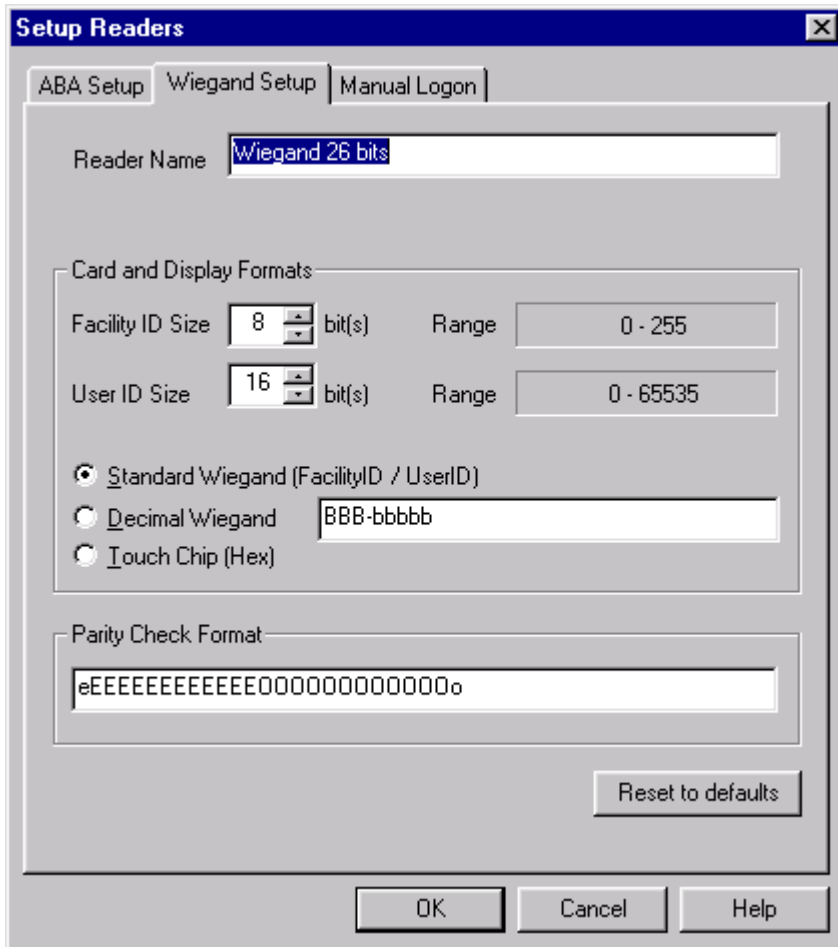 Setup Readers
ABA Setup Wiegand Setup Manual Logon
Reader Name Wiegand 26 bits
Card and Display Formats
Facility ID Size 8 bit(s) Range 0 - 255
User ID Size 16 bit(s) Range 0 - 65535
Standard Wiegand (FacilityID / UserID)
Decimal Wiegand BBB-bbbbb
Touch Chip (Hex)
Parity Check Format
eEEEEEEEEEEEEOOOOOOOOOOOOo
Reset to defaults
OK Cancel Help